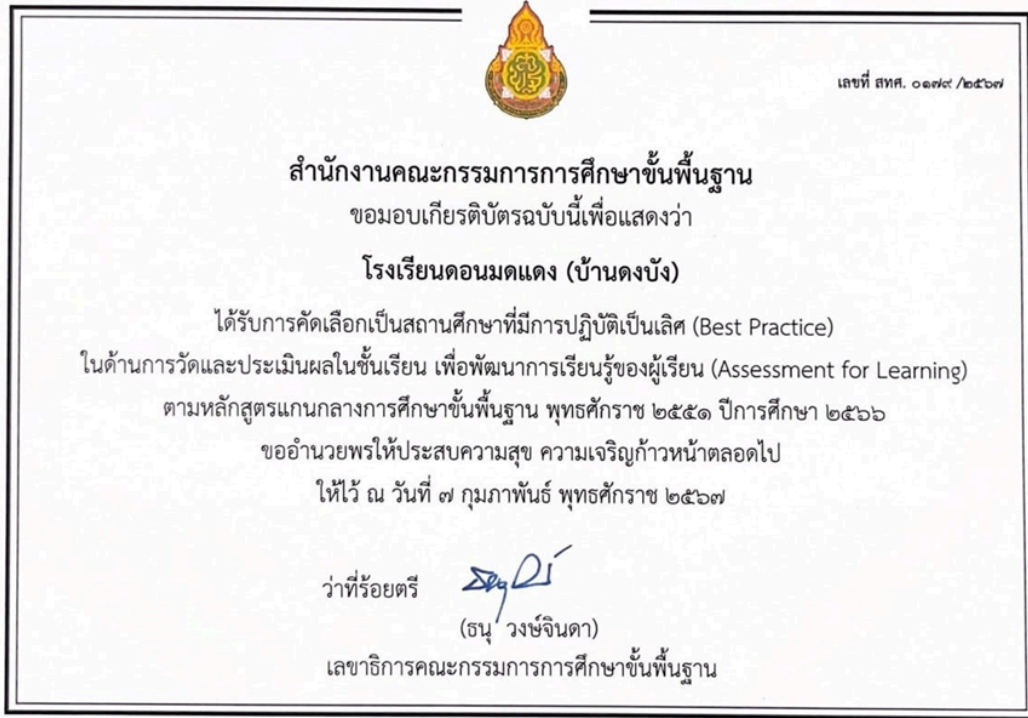 เลขที่ สทศ. ๐๑๗๙ /๒๕๖๗
สำนักงานคณะกรรมการการศึกษาขั้นพื้นฐาน
ขอมอบเกียรติบัตรฉบับนี้เพื่อแสดงว่า
โรงเรียนดอนมดแดง (บ้านดงบัง)
ได้รับการคัดเลือกเป็นสถานศึกษาที่มีการปฏิบัติเป็นเลิศ (Best Practice)
ในด้านการวัดและประเมินผลในชั้นเรียน เพื่อพัฒนาการเรียนรู้ของผู้เรียน (Assessment for Learning)
ตามหลักสูตรแกนกลางการศึกษาขั้นพื้นฐาน พุทธศักราช ๒๕๕๑ ปีการศึกษา ๒๕๖๖
ขออำนวยพรให้ประสบความสุข ความเจริญก้าวหน้าตลอดไป
ให้ไว้ ณ วันที่ ๗ กุมภาพันธ์ พุทธศักราช ๒๕๖๗
ว่าที่ร้อยตรี
(ธนุ วงษ์จินดา)
เลขาธิการคณะกรรมการการศึกษาขั้นพื้นฐาน